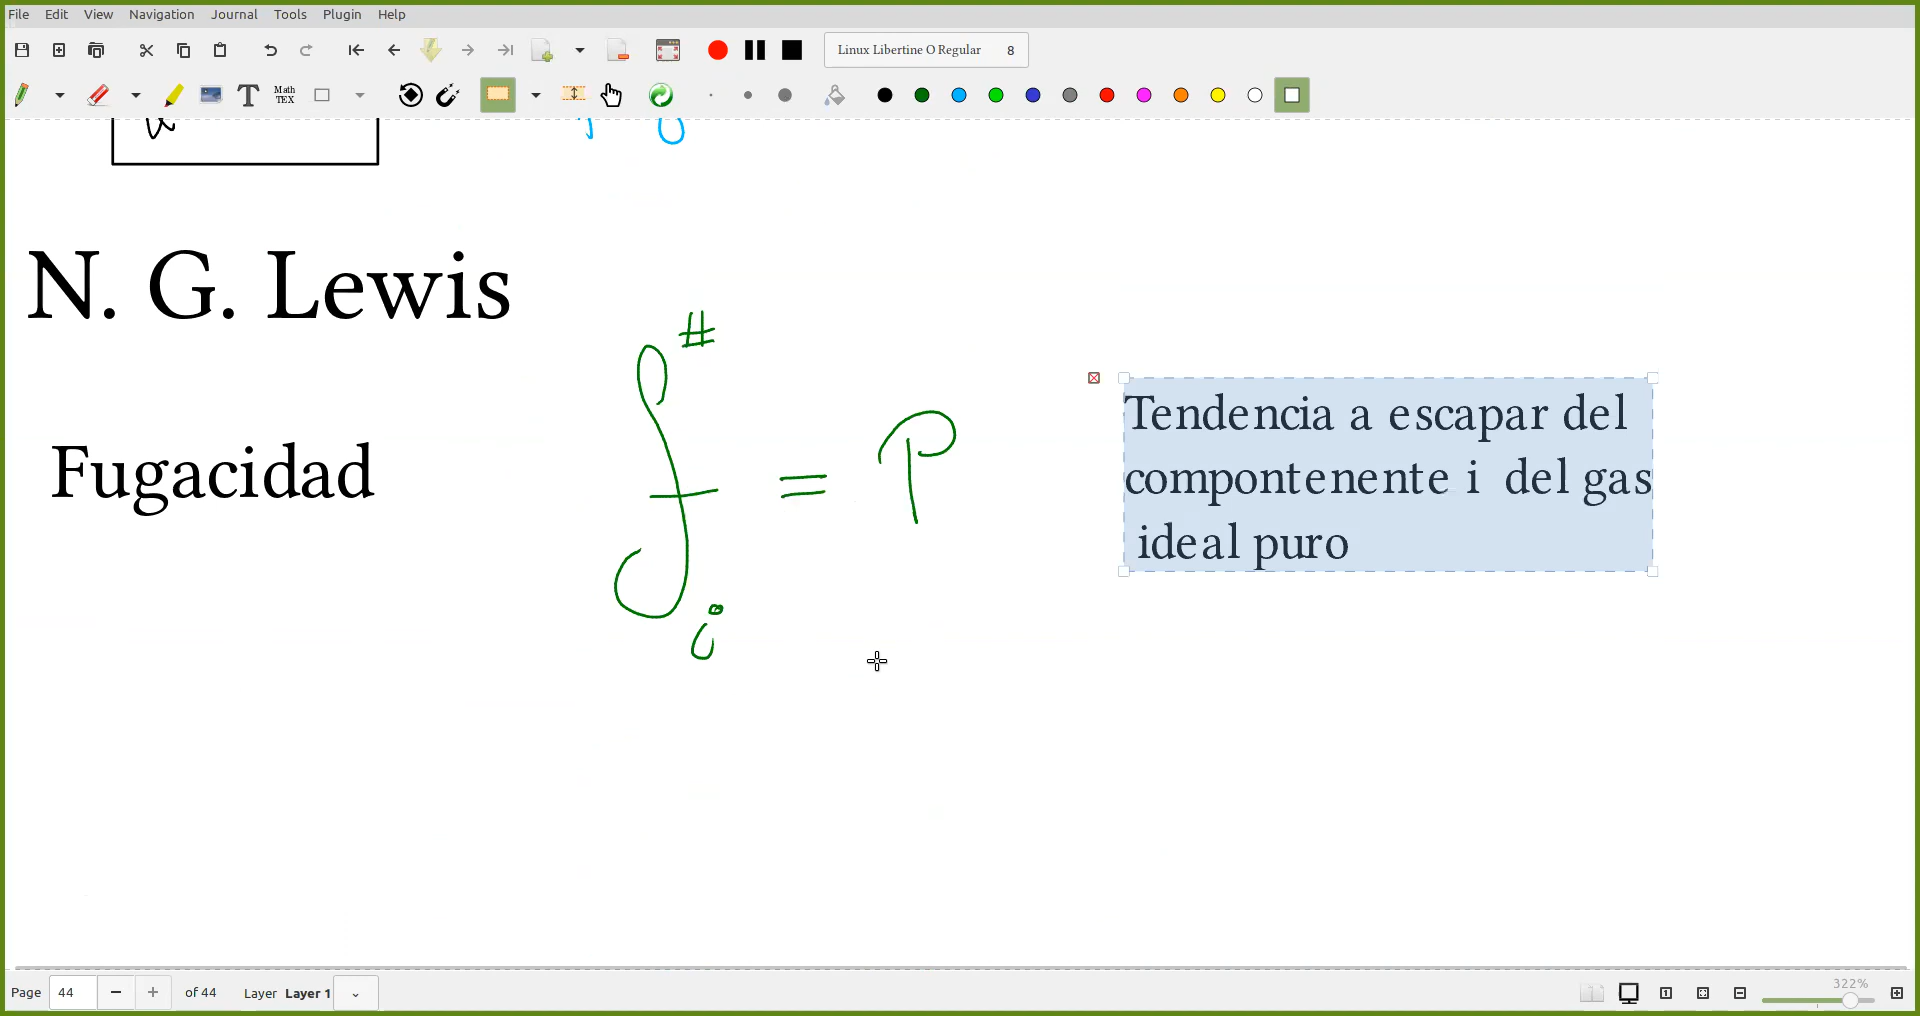 File Edit View Navigation Journal Tools Plugin Help
Linux Libertine O Regular 8
T Math TEX
N. G. Lewis
Fugacidad
f # i = P
Tendencia a escapar del
compontenente i del gas
ideal puro
Page 44 of 44 Layer Layer 1 322%